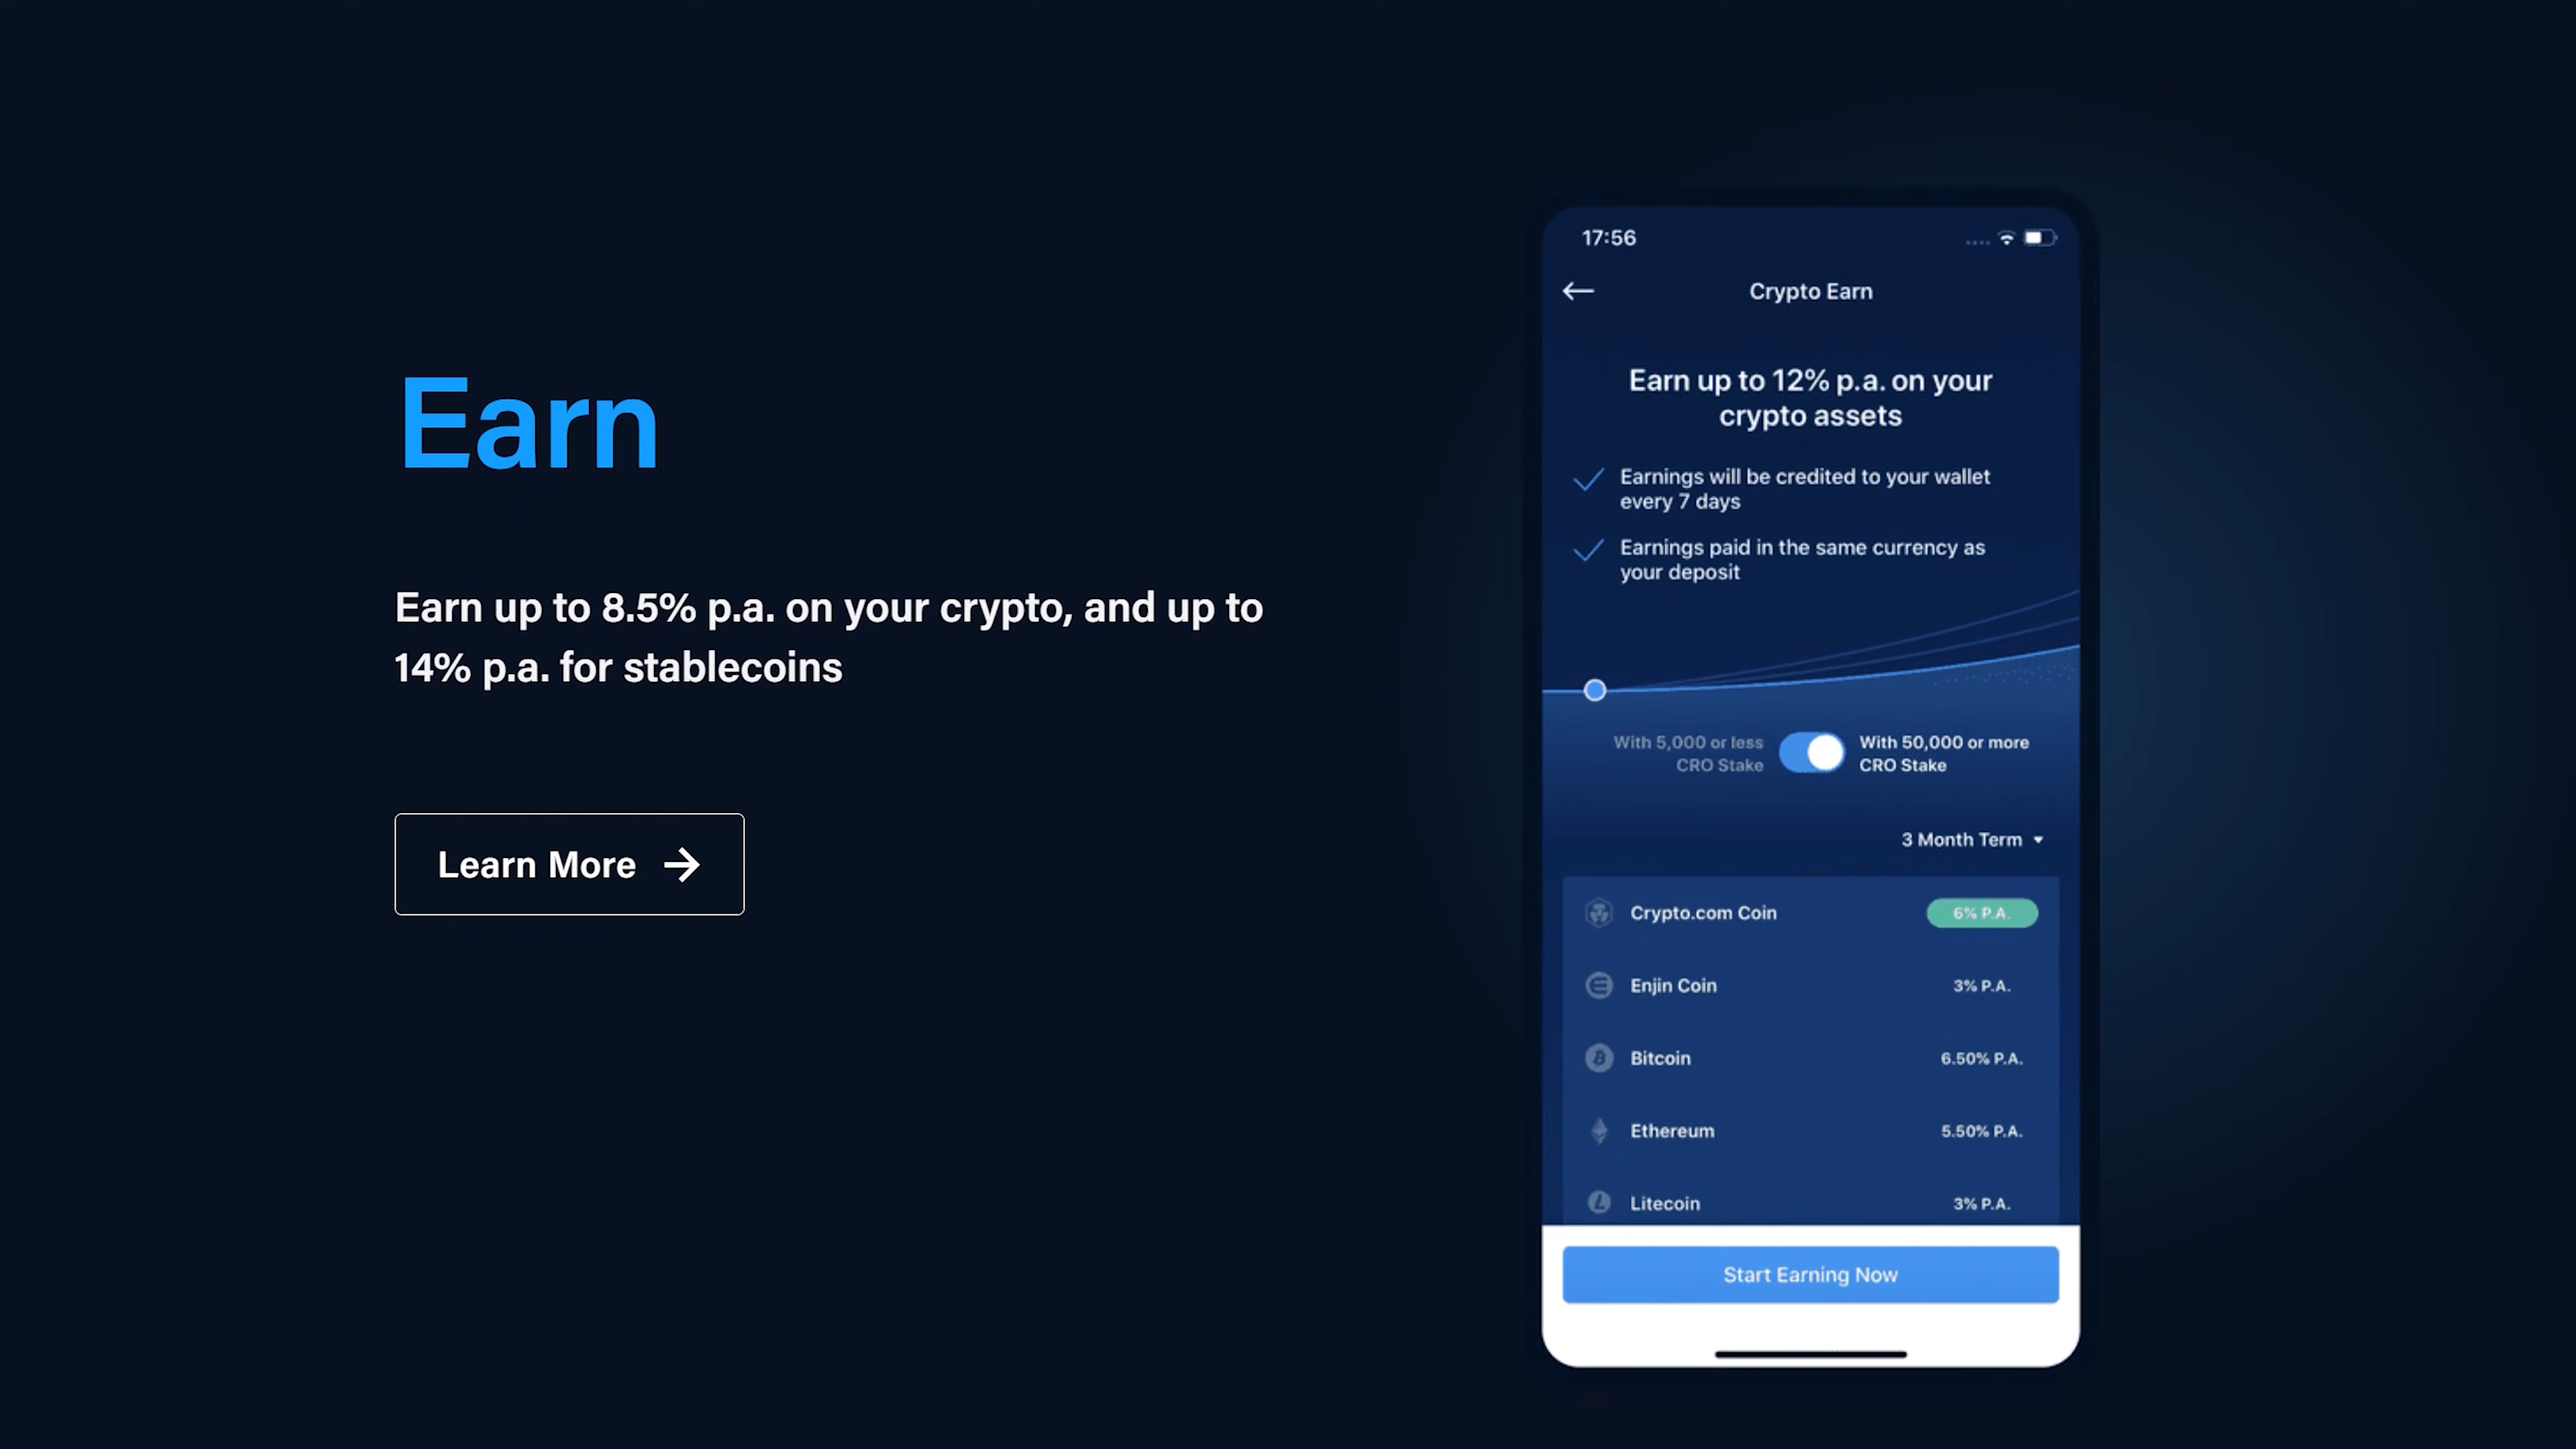 Earn
Earn up to 8.5% p.a. on your crypto, and up to
14% p.a. for stablecoins
Learn More
17:56
Crypto Earn
Earn up to 12% p.a. on your
crypto assets
Earnings will be credited to your wallet
every 7 days
Earnings paid in the same currency as
your deposit
With 5,000 or less
CRO Stake
With 50,000 or more
CRO Stake
3 Month Term
Crypto.com Coin 6% P.A.
Enjin Coin 3% P.A.
Bitcoin 6.50% P.A.
Ethereum 5.50% P.A.
Litecoin 3% P.A.
Start Earning Now